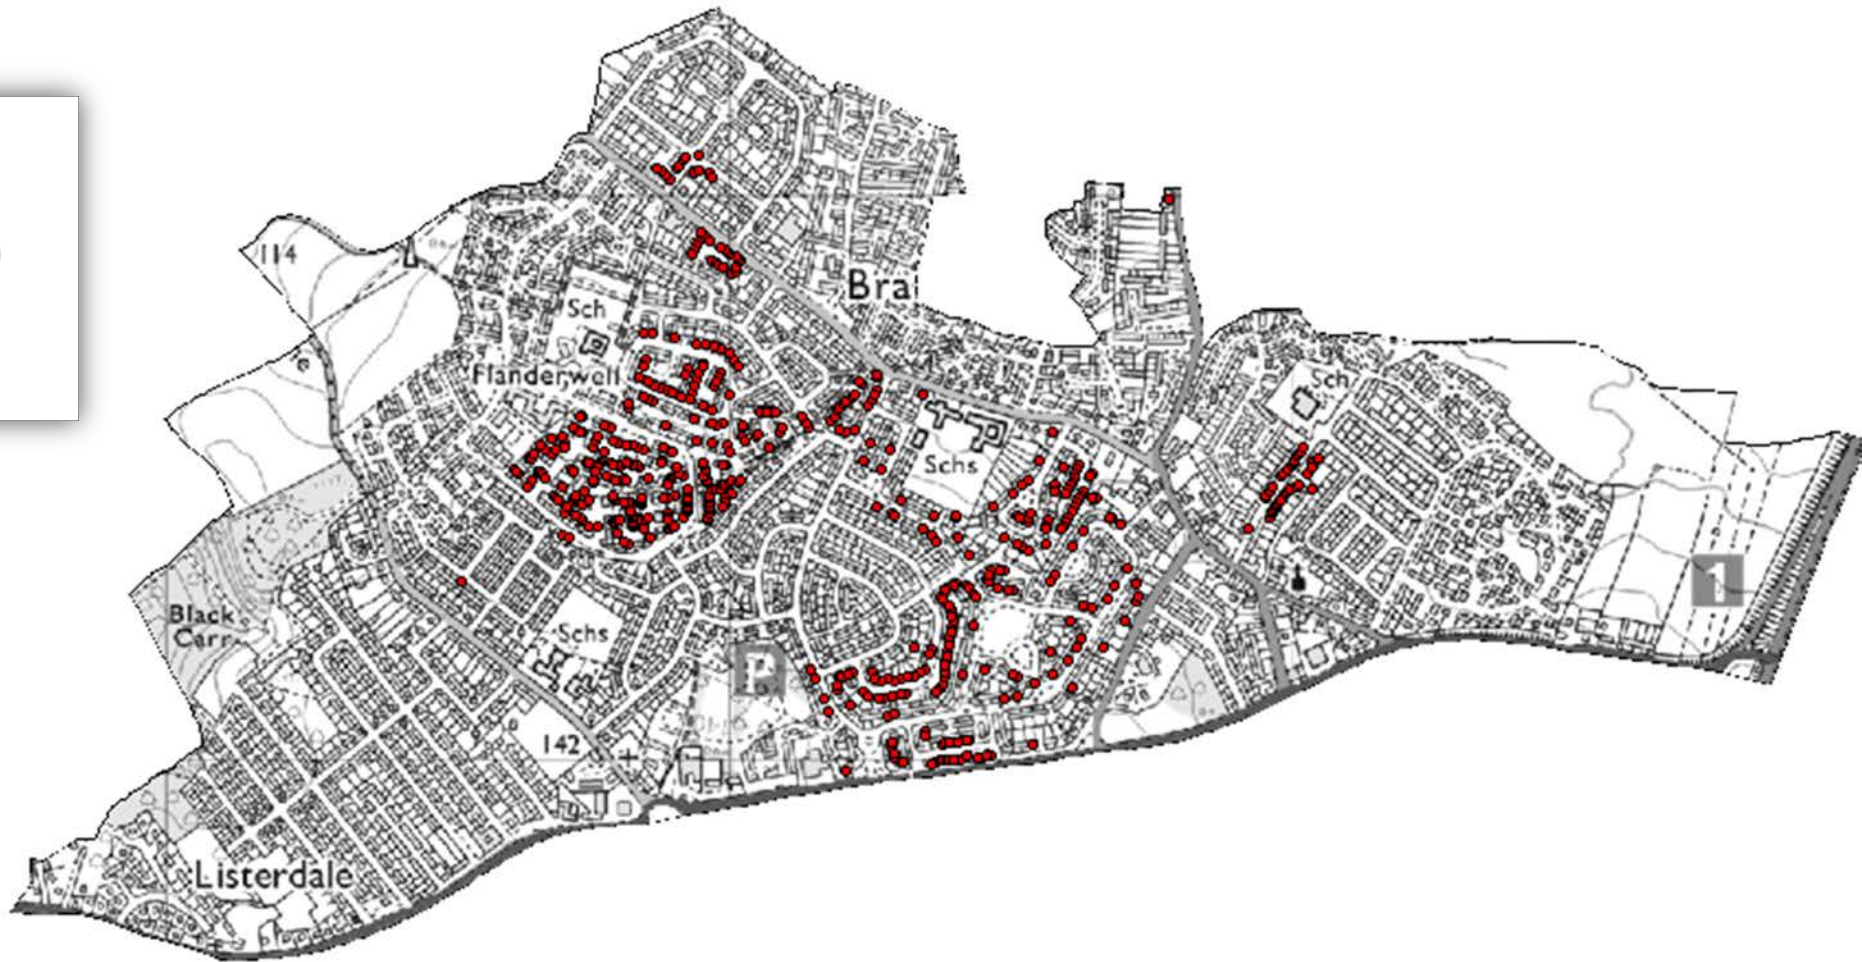 114
Bra
Sch
Flanderwell
Sch
Schs
Black
Carr
Schs
P
1
142
Listerdale